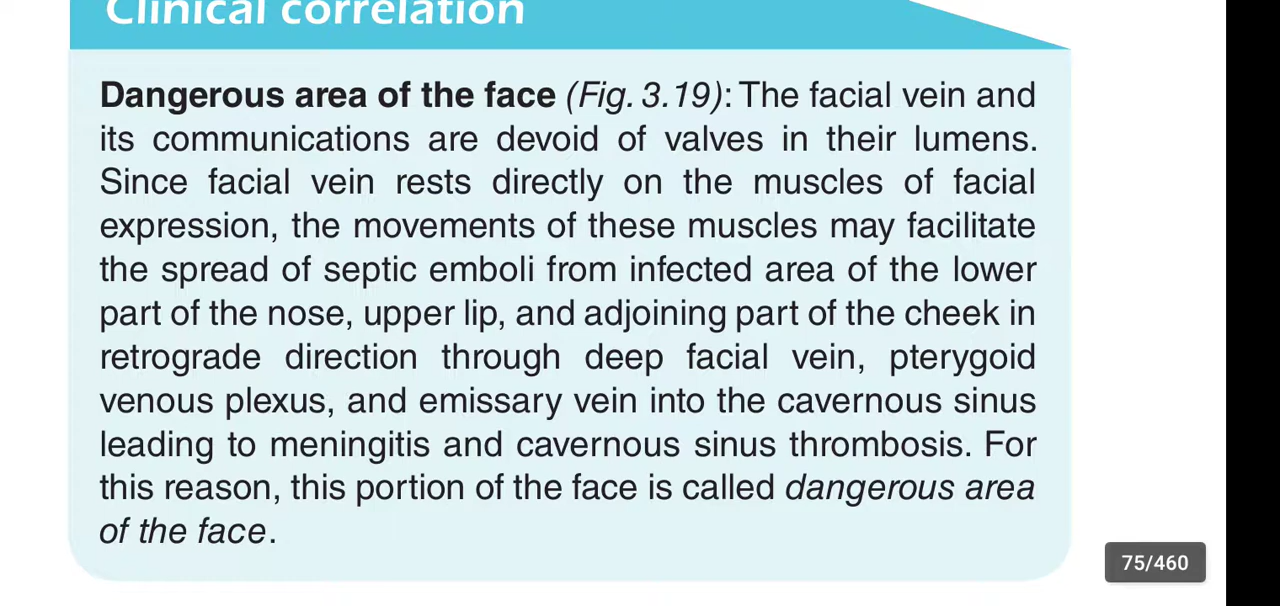 Clinical correlation
Dangerous area of the face (Fig. 3.19): The facial vein and
its communications are devoid of valves in their lumens.
Since facial vein rests directly on the muscles of facial
expression, the movements of these muscles may facilitate
the spread of septic emboli from infected area of the lower
part of the nose, upper lip, and adjoining part of the cheek in
retrograde direction through deep facial vein, pterygoid
venous plexus, and emissary vein into the cavernous sinus
leading to meningitis and cavernous sinus thrombosis. For
this reason, this portion of the face is called dangerous area
of the face.
75/460